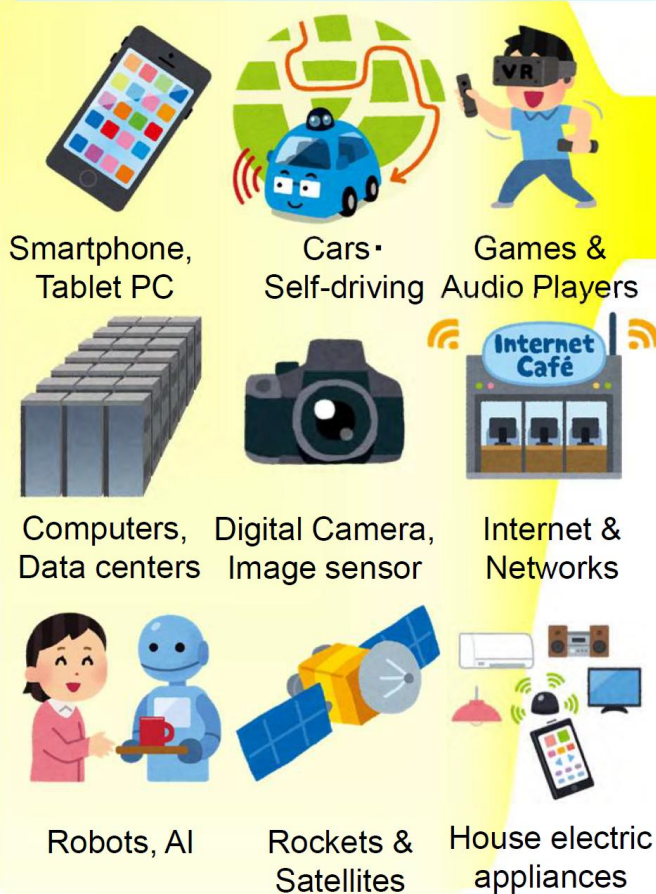 VR
Smartphone,
Tablet PC
Cars・
Self-driving
Games &
Audio Players
Internet
Café
Computers,
Data centers
Digital Camera,
Image sensor
Internet &
Networks
Robots, AI
Rockets &
Satellites
House electric
appliances